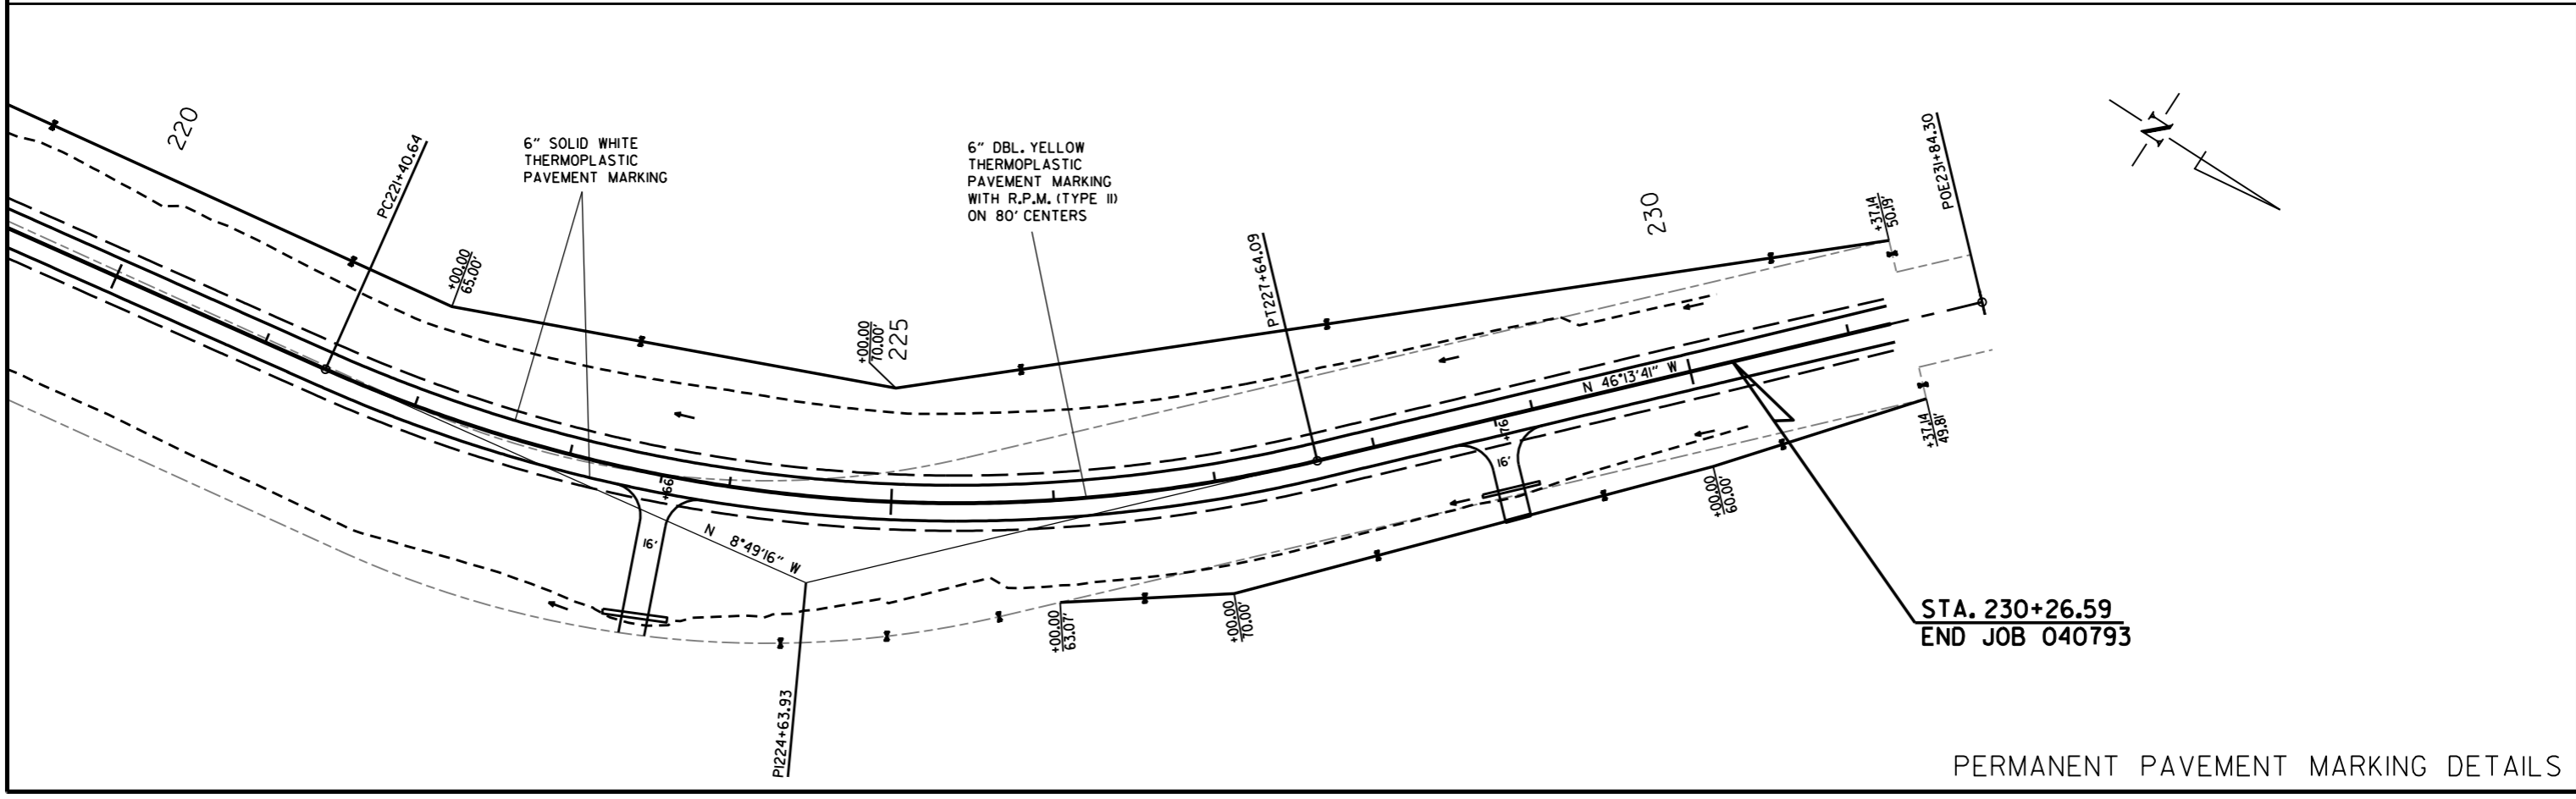 220
PC221+40.64
+00.00
65.00'
6" SOLID WHITE
THERMOPLASTIC
PAVEMENT MARKING
+00.00
70.00'
225
6" DBL. YELLOW
THERMOPLASTIC
PAVEMENT MARKING
WITH R.P.M. (TYPE II)
ON 80' CENTERS
PT227+64.09
230
+37.14
50.19'
POE231+84.30
N
N 46°13'41" W
+76
16'
+66
16'
N 8°49'16" W
PI224+63.93
+00.00
63.07'
+00.00
70.00'
+00.00
60.00'
+37.14
49.81'
STA. 230+26.59
END JOB 040793
PERMANENT PAVEMENT MARKING DETAILS